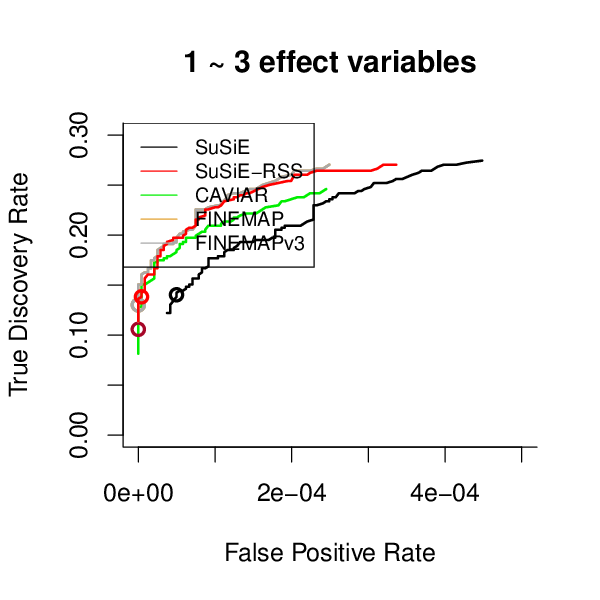 1 ~ 3 effect variables
True Discovery Rate
0.30
0.20
0.10
0.00
SuSiE
SuSiE−RSS
CAVIAR
FINEMAP
FINEMAPv3
0e+00 2e−04 4e−04
False Positive Rate